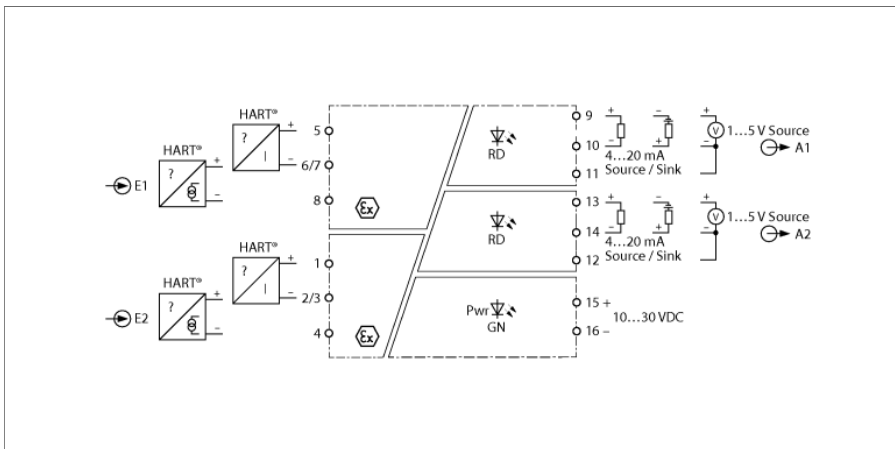 HART®
?
I
+
−
5
6/7
8
HART®
?
+
−
E1
Ex
HART®
?
I
+
−
1
2/3
4
HART®
?
+
−
E2
Ex
RD
9
10
11
+
−
−
+
+
−
V
1...5 V Source
A1
4...20 mA
Source / Sink
RD
13
14
12
+
−
−
+
+
−
V
1...5 V Source
A2
4...20 mA
Source / Sink
Pwr
GN
15 +
10...30 VDC
16 –